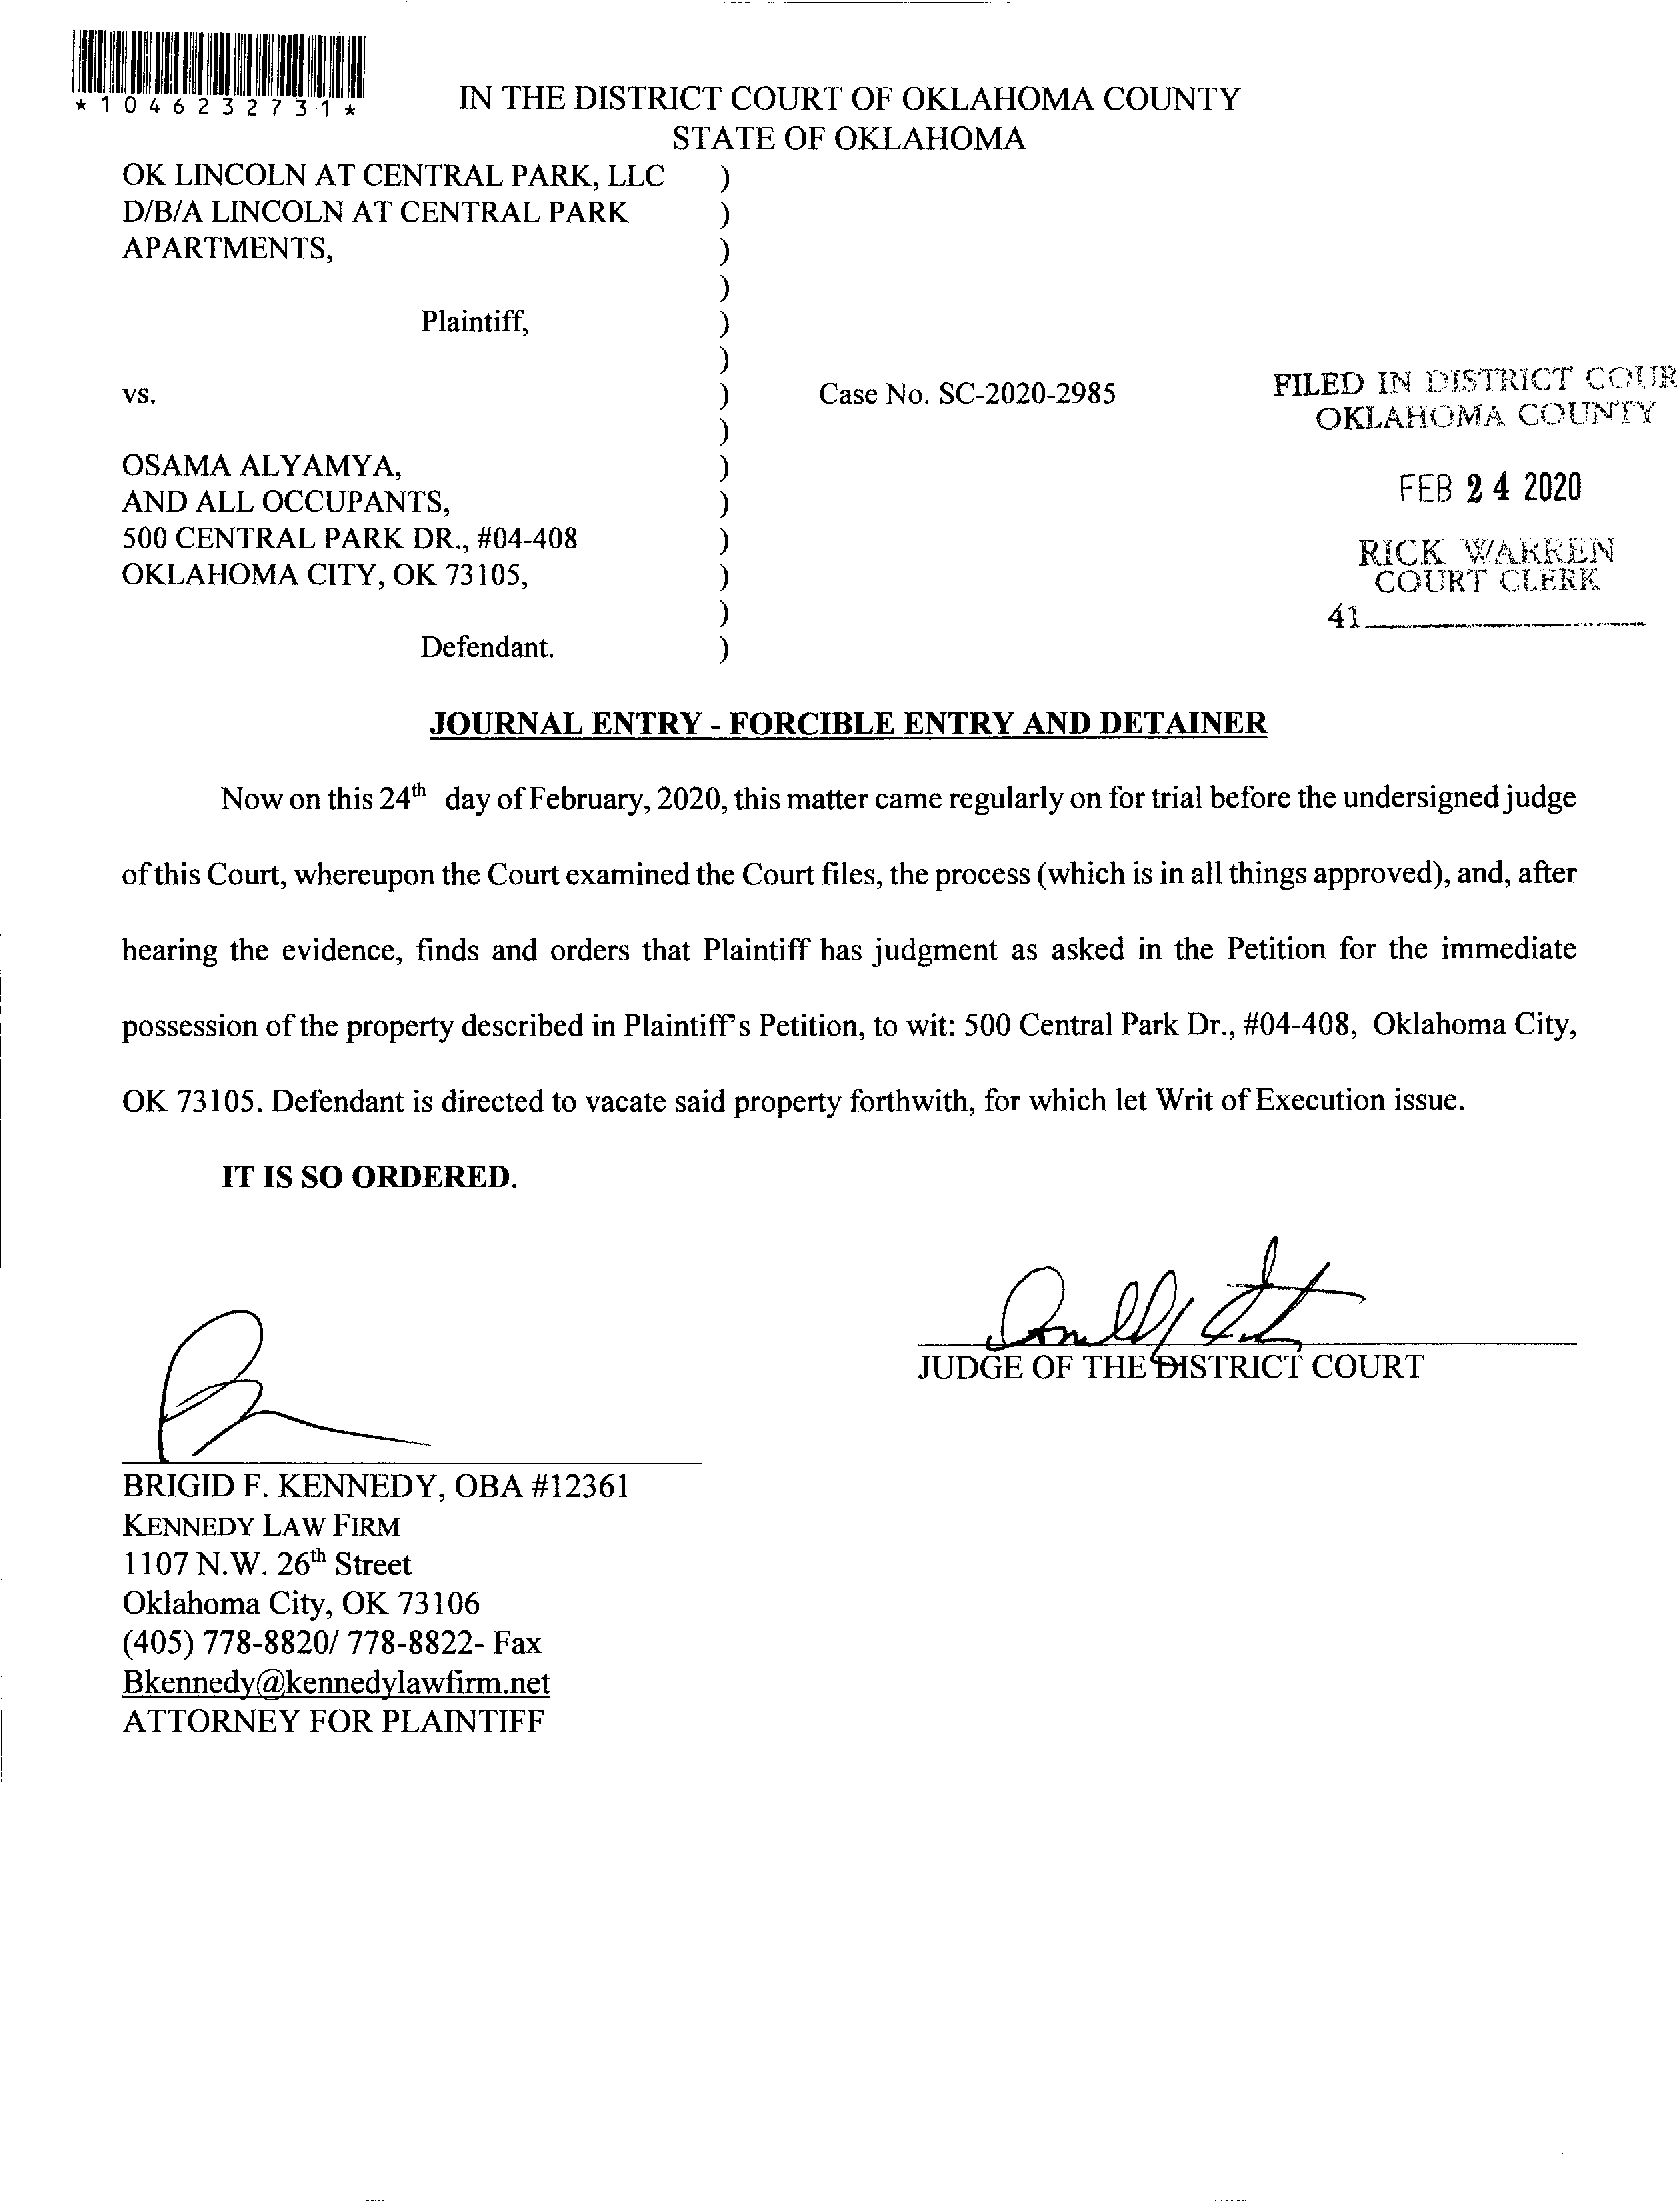 *1046232731*
IN THE DISTRICT COURT OF OKLAHOMA COUNTY
STATE OF OKLAHOMA
OK LINCOLN AT CENTRAL PARK, LLC )
D/B/A LINCOLN AT CENTRAL PARK )
APARTMENTS, )
)
Plaintiff, )
)
vs. ) Case No. SC-2020-2985
)
OSAMA ALYAMYA, )
AND ALL OCCUPANTS, )
500 CENTRAL PARK DR., #04-408 )
OKLAHOMA CITY, OK 73105, )
)
Defendant. )
FILED IN DISTRICT COUR
OKLAHOMA COUNTY
FEB 24 2020
RICK WARREN
COURT CLERK
41
JOURNAL ENTRY - FORCIBLE ENTRY AND DETAINER
Now on this 24th day of February, 2020, this matter came regularly on for trial before the undersigned judge
of this Court, whereupon the Court examined the Court files, the process (which is in all things approved), and, after
hearing the evidence, finds and orders that Plaintiff has judgment as asked in the Petition for the immediate
possession of the property described in Plaintiff's Petition, to wit: 500 Central Park Dr., #04-408, Oklahoma City,
OK 73105. Defendant is directed to vacate said property forthwith, for which let Writ of Execution issue.
IT IS SO ORDERED.
JUDGE OF THE DISTRICT COURT
BRIGID F. KENNEDY, OBA #12361
KENNEDY LAW FIRM
1107 N.W. 26th Street
Oklahoma City, OK 73106
(405) 778-8820/ 778-8822- Fax
Bkennedy@kennedylawfirm.net
ATTORNEY FOR PLAINTIFF